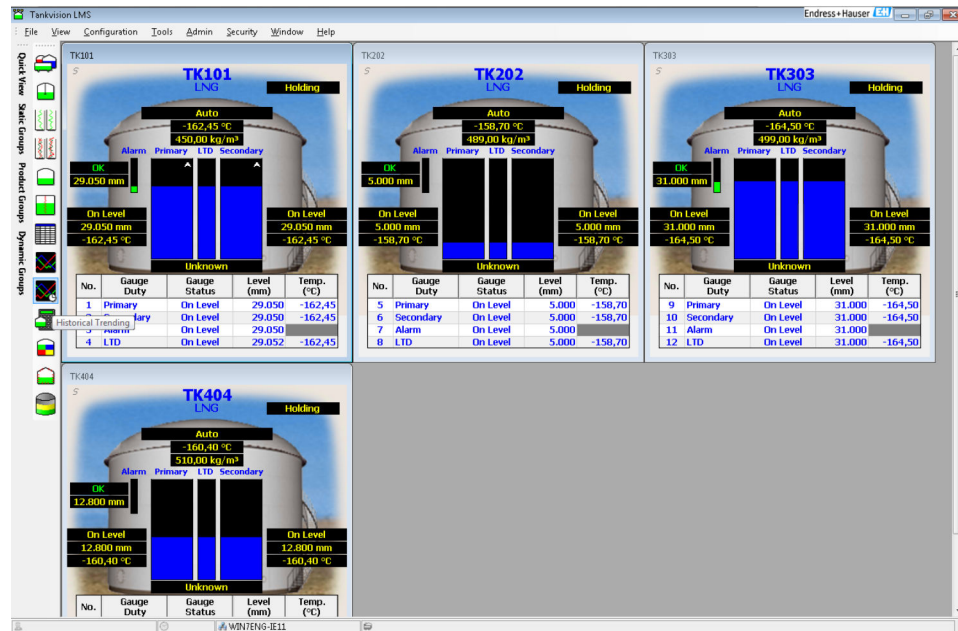 Tankvision LMS
Endress+Hauser EH
File View Configuration Tools Admin Security Window Help
Quick View
Static Groups
Product Groups
Dynamic Groups
Historical Trending
TK101
S
TK101
LNG
Holding
Auto
-162,45 °C
450,00 kg/m³
Alarm Primary LTD Secondary
OK
29.050 mm
On Level
29.050 mm
-162,45 °C
On Level
29.050 mm
-162,45 °C
Unknown
No. Gauge Duty Gauge Status Level (mm) Temp. (°C)
1 Primary On Level 29.050 -162,45
On Level 29.050 -162,45
3 Alarm On Level 29.050
4 LTD On Level 29.052 -162,45
TK202
S
TK202
LNG
Holding
Auto
-158,70 °C
489,00 kg/m³
Alarm Primary LTD Secondary
OK
5.000 mm
On Level
5.000 mm
-158,70 °C
On Level
5.000 mm
-158,70 °C
Unknown
No. Gauge Duty Gauge Status Level (mm) Temp. (°C)
5 Primary On Level 5.000 -158,70
6 Secondary On Level 5.000 -158,70
7 Alarm On Level 5.000
8 LTD On Level 5.000 -158,70
TK303
S
TK303
LNG
Holding
Auto
-164,50 °C
499,00 kg/m³
Alarm Primary LTD Secondary
OK
31.000 mm
On Level
31.000 mm
-164,50 °C
On Level
31.000 mm
-164,50 °C
Unknown
No. Gauge Duty Gauge Status Level (mm) Temp. (°C)
9 Primary On Level 31.000 -164,50
10 Secondary On Level 31.000 -164,50
11 Alarm On Level 31.000
12 LTD On Level 31.000 -164,50
TK404
S
TK404
LNG
Holding
Auto
-160,40 °C
510,00 kg/m³
Alarm Primary LTD Secondary
OK
12.800 mm
On Level
12.800 mm
-160,40 °C
On Level
12.800 mm
-160,40 °C
Unknown
No. Gauge Duty Gauge Status Level (mm) Temp. (°C)
WIN7ENG-IE11